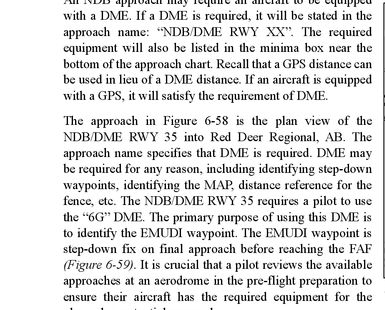 An NDB approach may require an aircraft to be equipped
with a DME. If a DME is required, it will be stated in the
approach name: “NDB/DME RWY XX”. The required
equipment will also be listed in the minima box near the
bottom of the approach chart. Recall that a GPS distance can
be used in lieu of a DME distance. If an aircraft is equipped
with a GPS, it will satisfy the requirement of DME.
The approach in Figure 6-58 is the plan view of the
NDB/DME RWY 35 into Red Deer Regional, AB. The
approach name specifies that DME is required. DME may
be required for any reason, including identifying step-down
waypoints, identifying the MAP, distance reference for the
fence, etc. The NDB/DME RWY 35 requires a pilot to use
the “6G” DME. The primary purpose of using this DME is
to identify the EMUDI waypoint. The EMUDI waypoint is
step-down fix on final approach before reaching the FAF
(Figure 6-59). It is crucial that a pilot reviews the available
approaches at an aerodrome in the pre-flight preparation to
ensure their aircraft has the required equipment for the